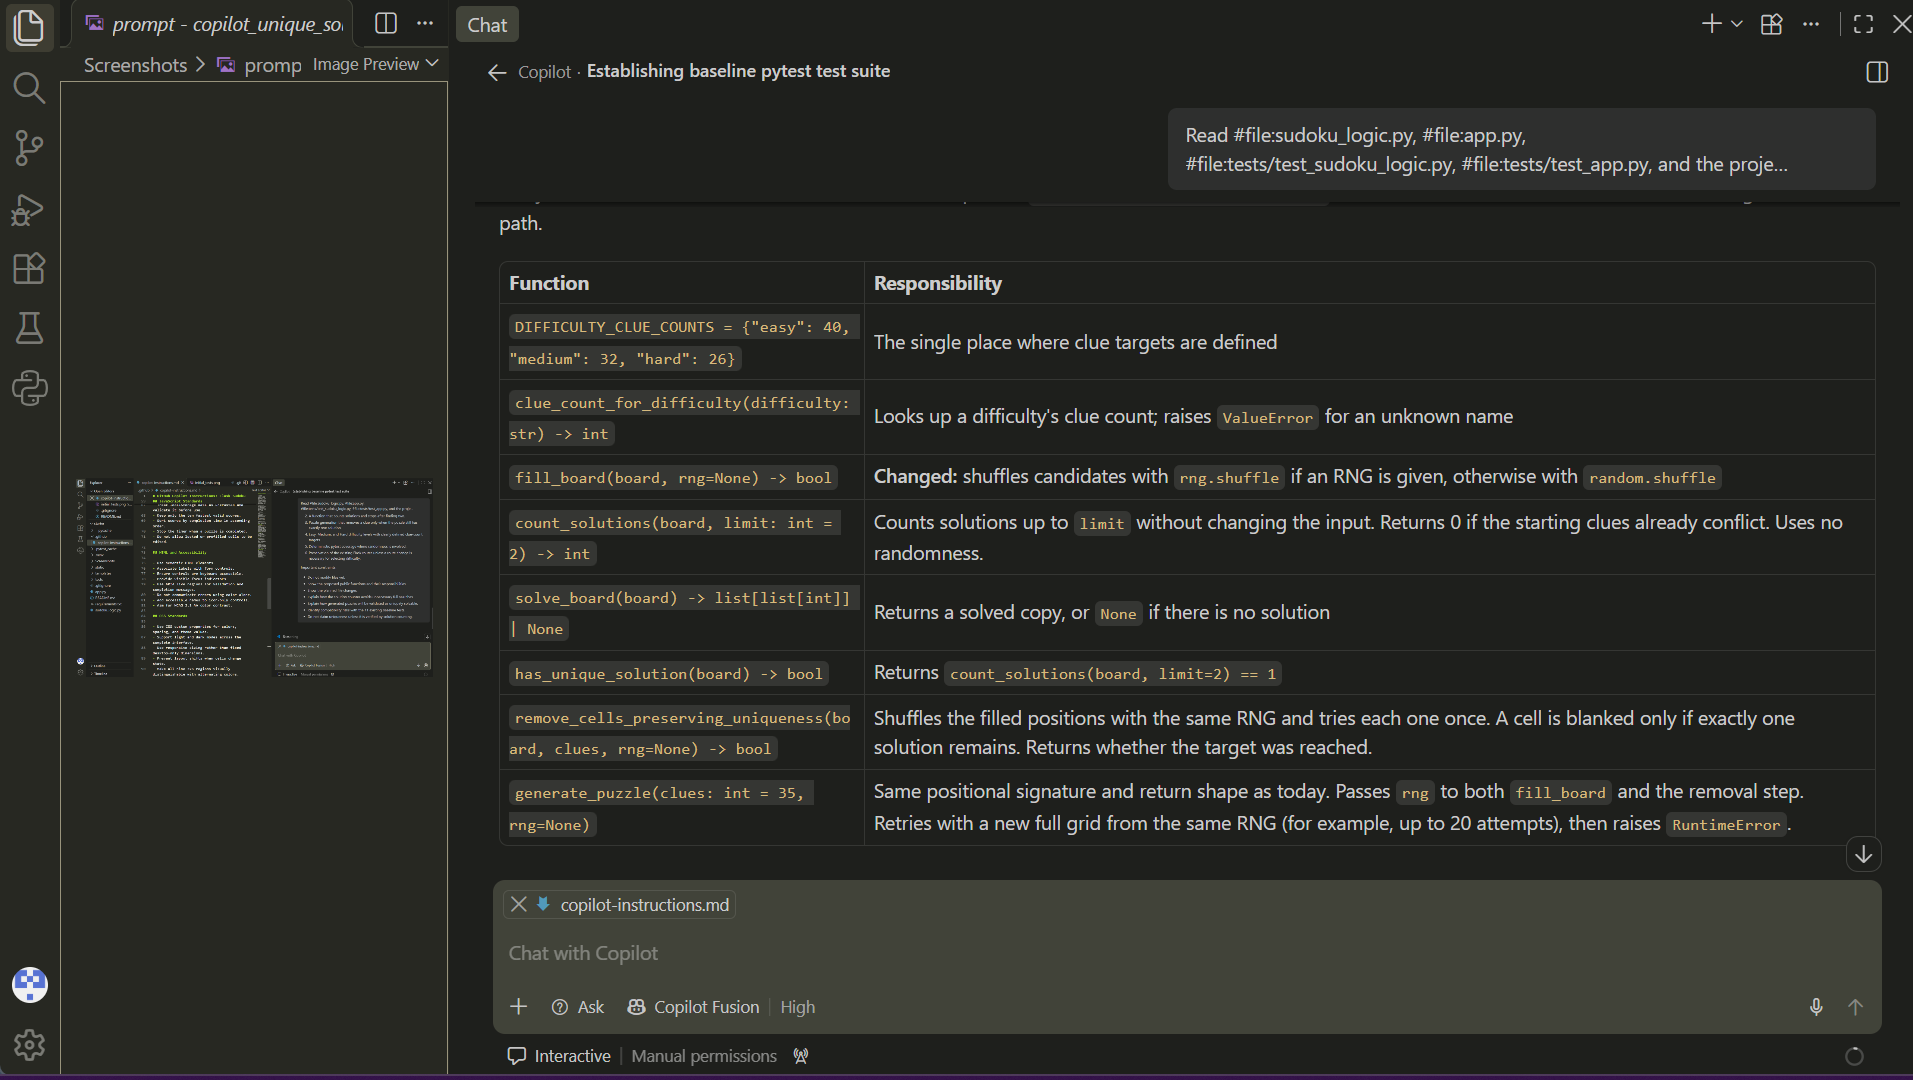 prompt - copilot_unique_so
Chat
Screenshots > promp Image Preview
Copilot · Establishing baseline pytest test suite
Read #file:sudoku_logic.py, #file:app.py,
#file:tests/test_sudoku_logic.py, #file:tests/test_app.py, and the proje...
path.
Function Responsibility
DIFFICULTY_CLUE_COUNTS = {"easy": 40,
"medium": 32, "hard": 26}
The single place where clue targets are defined
clue_count_for_difficulty(difficulty:
str) -> int
Looks up a difficulty's clue count; raises ValueError for an unknown name
fill_board(board, rng=None) -> bool
Changed: shuffles candidates with rng.shuffle if an RNG is given, otherwise with random.shuffle
count_solutions(board, limit: int =
2) -> int
Counts solutions up to limit without changing the input. Returns 0 if the starting clues already conflict. Uses no
randomness.
solve_board(board) -> list[list[int]]
| None
Returns a solved copy, or None if there is no solution
has_unique_solution(board) -> bool
Returns count_solutions(board, limit=2) == 1
remove_cells_preserving_uniqueness(bo
ard, clues, rng=None) -> bool
Shuffles the filled positions with the same RNG and tries each one once. A cell is blanked only if exactly one
solution remains. Returns whether the target was reached.
generate_puzzle(clues: int = 35,
rng=None)
Same positional signature and return shape as today. Passes rng to both fill_board and the removal step.
Retries with a new full grid from the same RNG (for example, up to 20 attempts), then raises RuntimeError.
copilot-instructions.md
Chat with Copilot
Ask Copilot Fusion High
Interactive Manual permissions